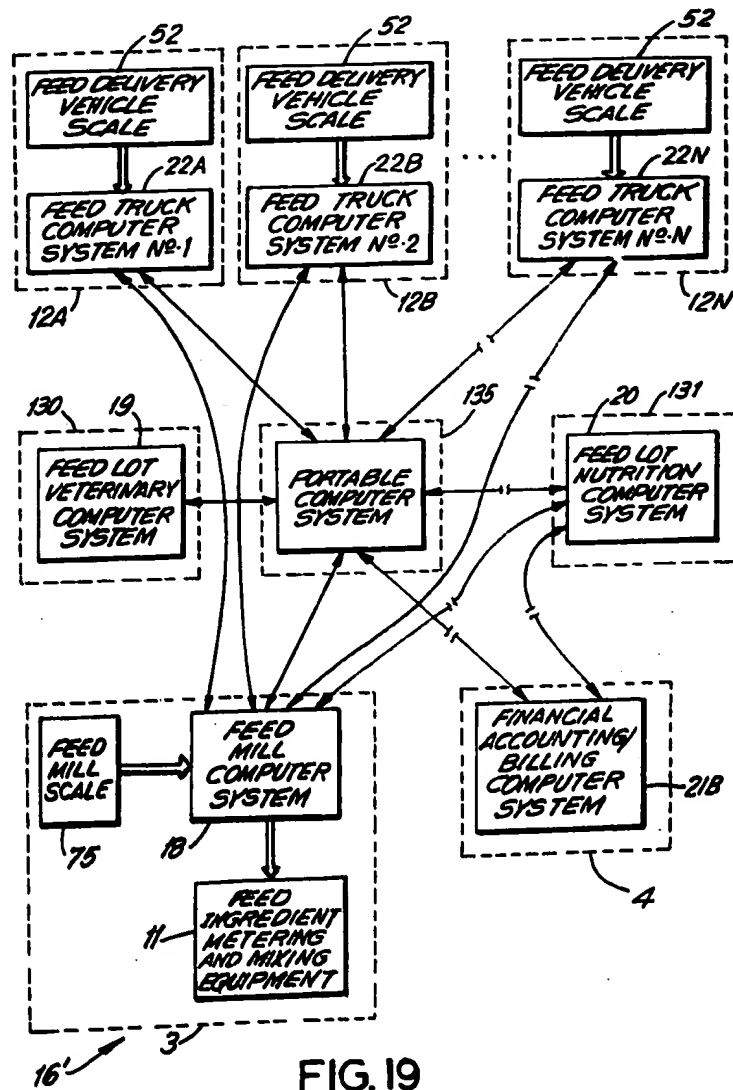 52
FEED DELIVERY
VEHICLE
SCALE
22A
FEED TRUCK
COMPUTER
SYSTEM Nº·1
12A
52
FEED DELIVERY
VEHICLE
SCALE
22B
FEED TRUCK
COMPUTER
SYSTEM Nº·2
12B
...
52
FEED DELIVERY
VEHICLE
SCALE
22N
FEED TRUCK
COMPUTER
SYSTEM Nº·N
12N
130
19
FEED LOT
VETERINARY
COMPUTER
SYSTEM
135
PORTABLE
COMPUTER
SYSTEM
20
131
FEED LOT
NUTRITION
COMPUTER
SYSTEM
FEED
MILL
SCALE
75
FEED
MILL
COMPUTER
SYSTEM
18
FEED
INGREDIENT
METERING
AND MIXING
EQUIPMENT
11
3
16'
FINANCIAL
ACCOUNTING/
BILLING
COMPUTER
SYSTEM
21B
4
FIG. 19